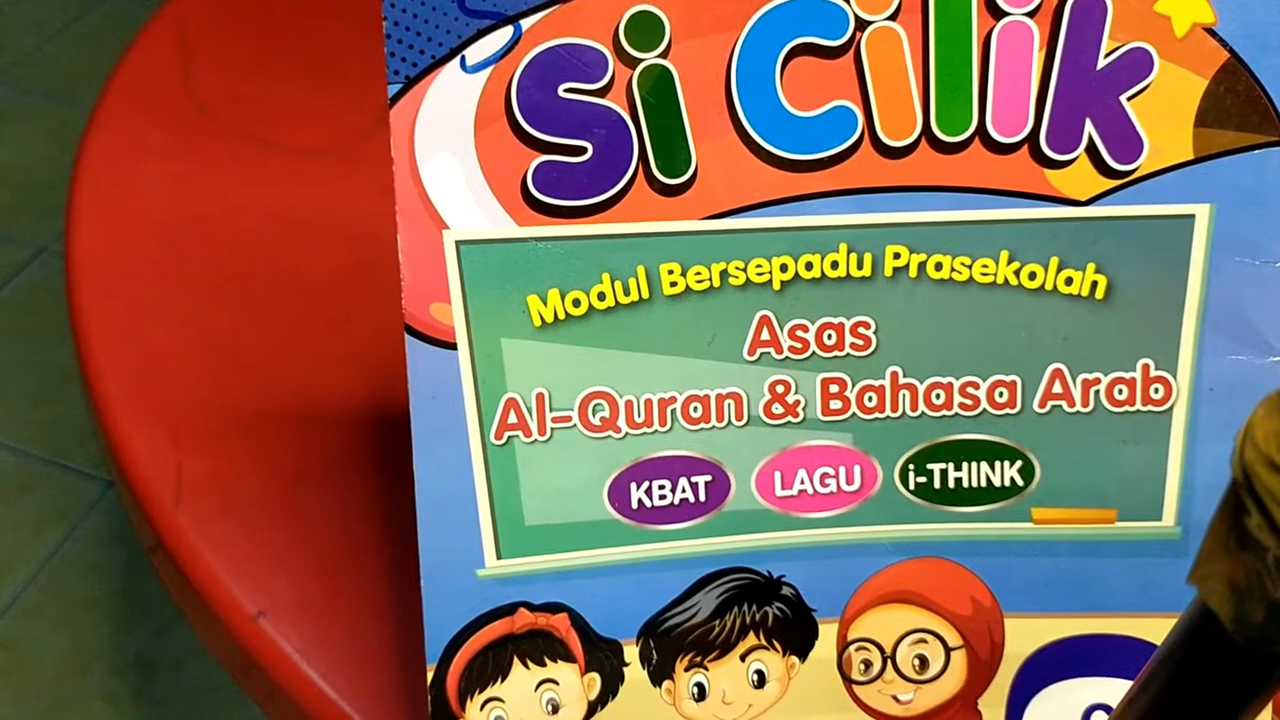 Si Cilik
Modul Bersepadu Prasekolah
Asas
Al-Quran & Bahasa Arab
KBAT LAGU i-THINK